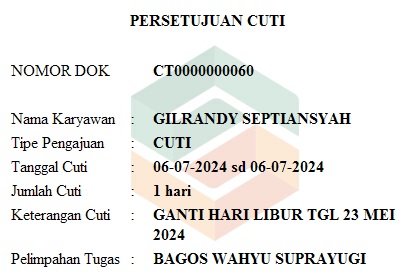 PERSETUJUAN CUTI
NOMOR DOK CT0000000060
Nama Karyawan : GILRANDY SEPTIANSYAH
Tipe Pengajuan : CUTI
Tanggal Cuti : 06-07-2024 sd 06-07-2024
Jumlah Cuti : 1 hari
Keterangan Cuti : GANTI HARI LIBUR TGL 23 MEI
2024
Pelimpahan Tugas : BAGOS WAHYU SUPRAYUGI